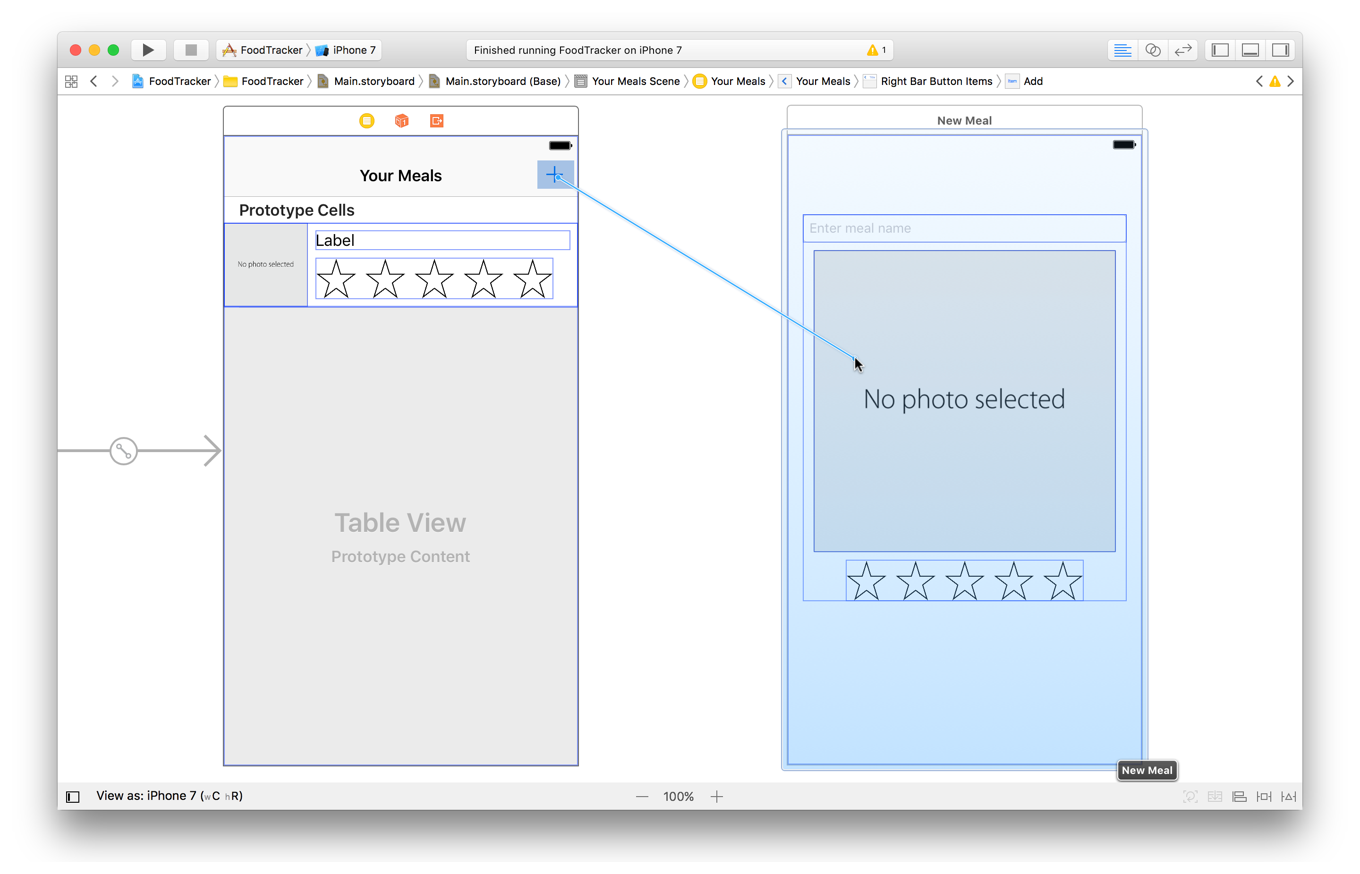 FoodTracker iPhone 7
Finished running FoodTracker on iPhone 7
1
FoodTracker FoodTracker Main.storyboard Main.storyboard (Base) Your Meals Scene Your Meals Your Meals Right Bar Button Items Item Add
New Meal
Your Meals
Prototype Cells
No photo selected
Label
Table View
Prototype Content
Enter meal name
No photo selected
New Meal
View as: iPhone 7 (wC hR)
100%